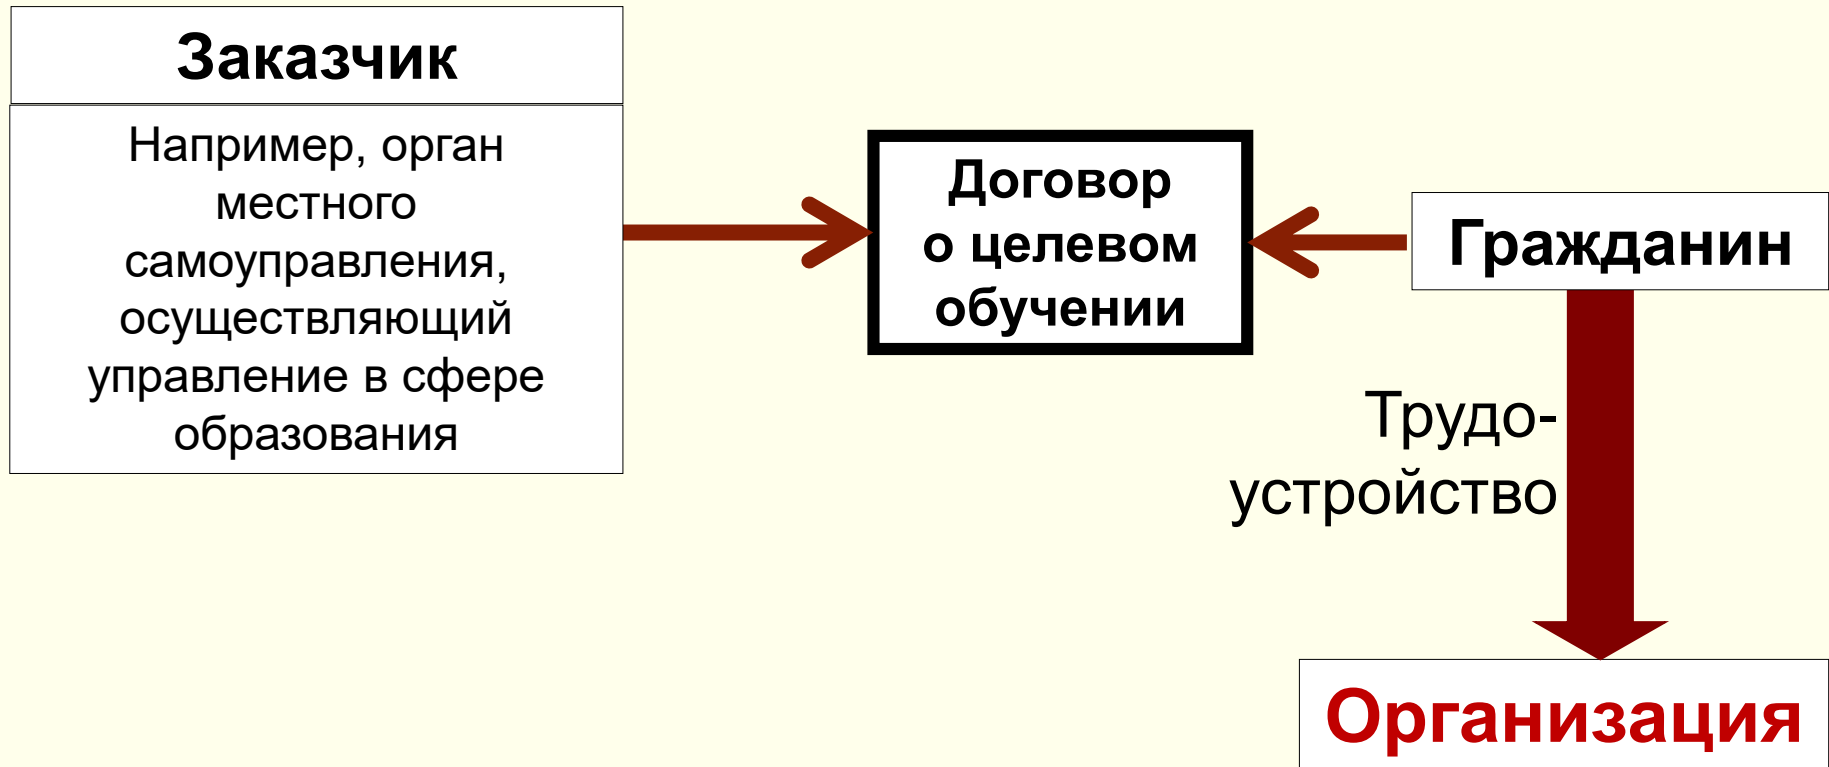 Заказчик
Например, орган
местного
самоуправления,
осуществляющий
управление в сфере
образования
Договор
о целевом
обучении
Гражданин
Трудо-
устройство
Организация